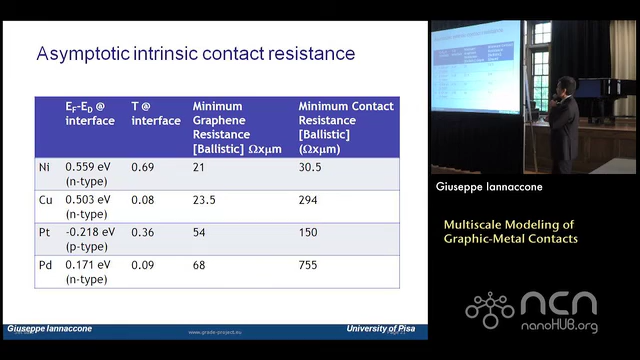 Asymptotic intrinsic contact resistance
E_F-E_D @ interface | T @ interface | Minimum Graphene Resistance [Ballistic] Ωxμm | Minimum Contact Resistance [Ballistic] (Ωxμm)
Ni | 0.559 eV (n-type) | 0.69 | 21 | 30.5
Cu | 0.503 eV (n-type) | 0.08 | 23.5 | 294
Pt | -0.218 eV (p-type) | 0.36 | 54 | 150
Pd | 0.171 eV (n-type) | 0.09 | 68 | 755
Giuseppe Iannaccone
www.grade-project.eu
University of Pisa
Giuseppe Iannaccone
Multiscale Modeling of
Graphic-Metal Contacts
ncn
nanoHUB.org